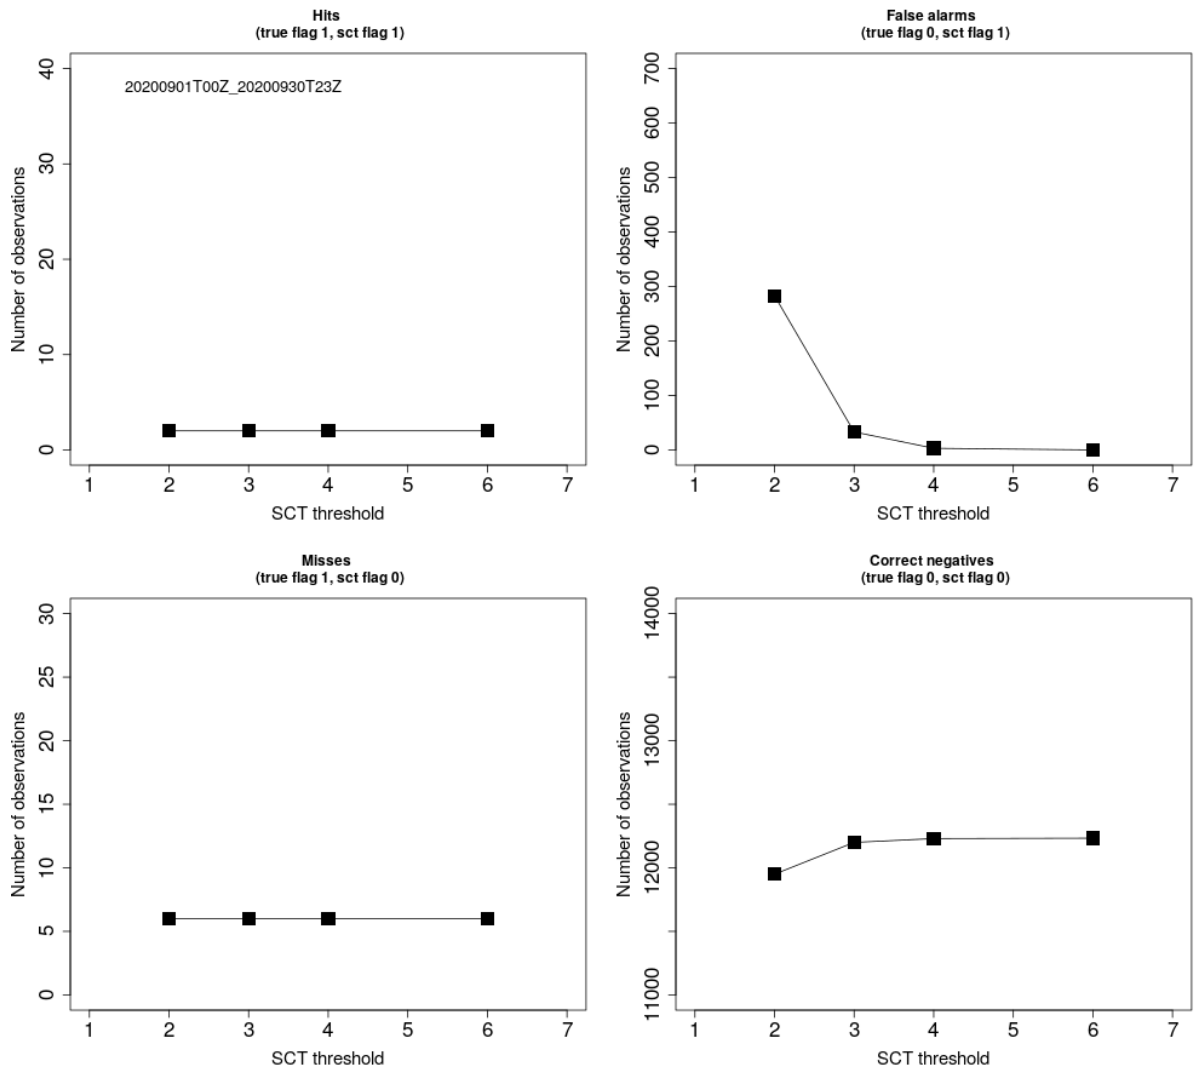 Hits
(true flag 1, sct flag 1)
20200901T00Z_20200930T23Z
Number of observations
40
30
20
10
0
1 2 3 4 5 6 7
SCT threshold
False alarms
(true flag 0, sct flag 1)
Number of observations
700
600
500
400
300
200
100
0
1 2 3 4 5 6 7
SCT threshold
Misses
(true flag 1, sct flag 0)
Number of observations
30
25
20
15
10
5
0
1 2 3 4 5 6 7
SCT threshold
Correct negatives
(true flag 0, sct flag 0)
Number of observations
14000
13000
12000
11000
1 2 3 4 5 6 7
SCT threshold